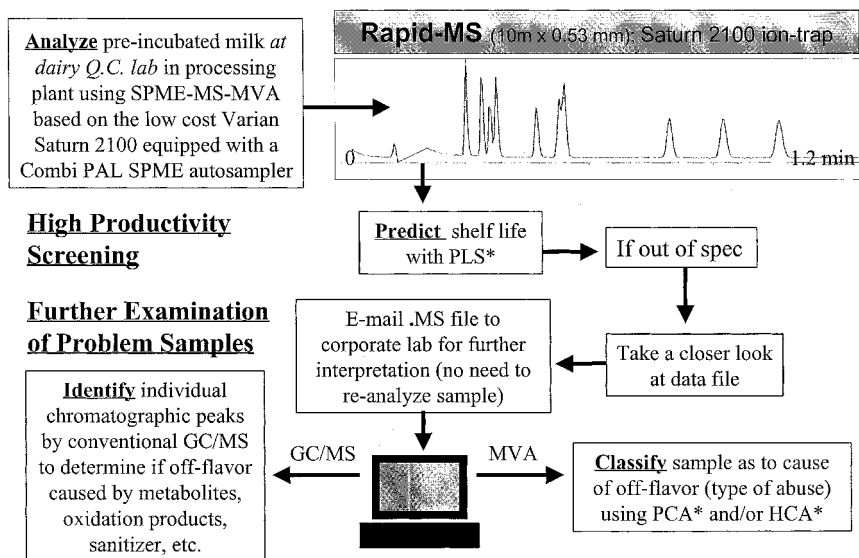 Analyze pre-incubated milk at
dairy Q.C. lab in processing
plant using SPME-MS-MVA
based on the low cost Varian
Saturn 2100 equipped with a
Combi PAL SPME autosampler
Rapid-MS (10m x 0.53 mm): Saturn 2100 ion-trap
0
1.2 min
High Productivity
Screening
Predict shelf life
with PLS*
If out of spec
Further Examination
of Problem Samples
E-mail .MS file to
corporate lab for further
interpretation (no need to
re-analyze sample)
Take a closer look
at data file
Identify individual
chromatographic peaks
by conventional GC/MS
to determine if off-flavor
caused by metabolites,
oxidation products,
sanitizer, etc.
GC/MS
MVA
Classify sample as to cause
of off-flavor (type of abuse)
using PCA* and/or HCA*